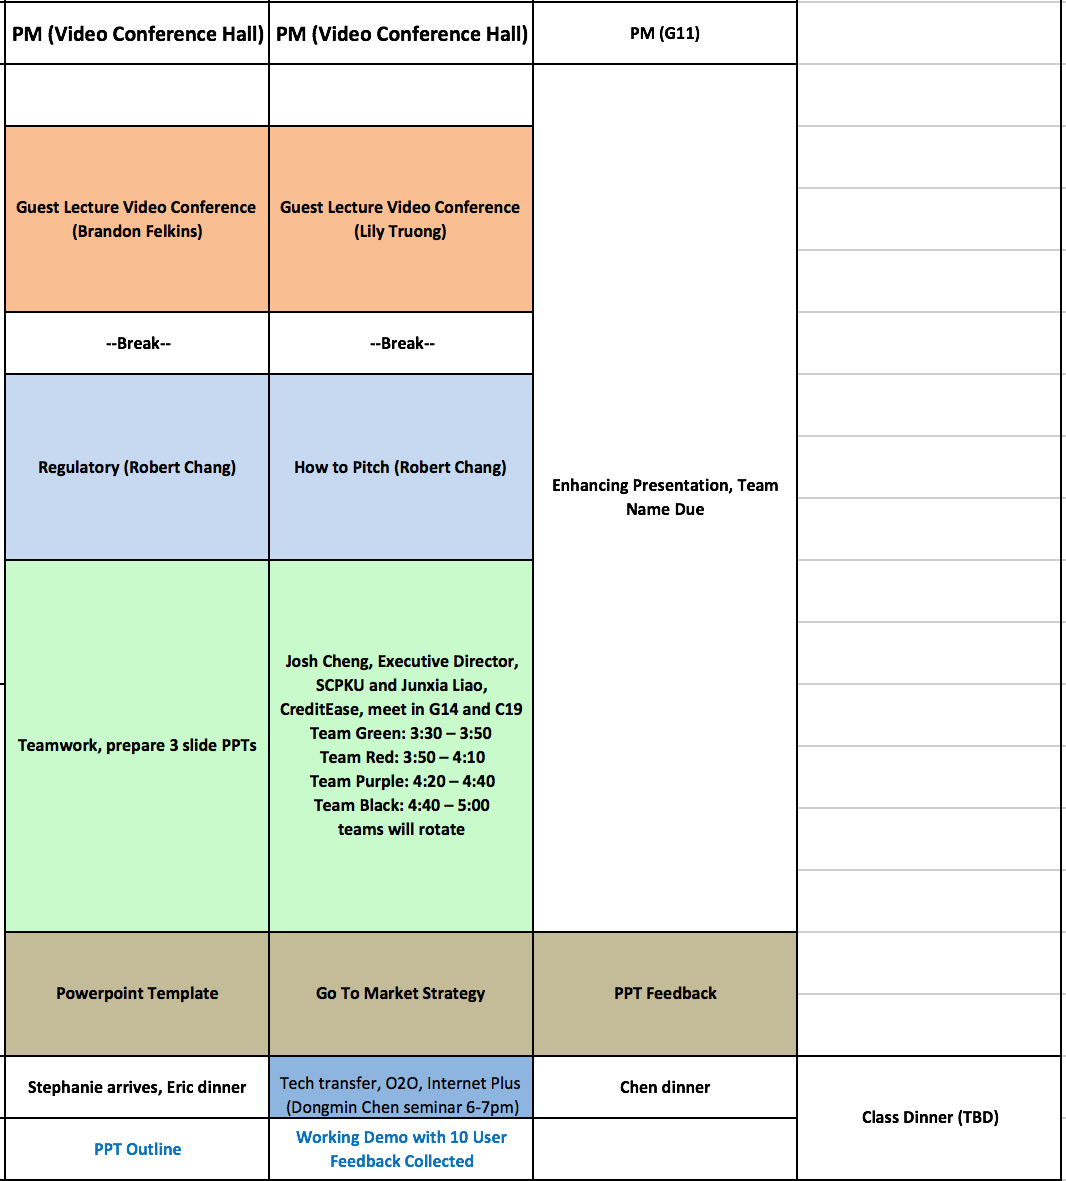 PM (Video Conference Hall)
PM (Video Conference Hall)
PM (G11)
Guest Lecture Video Conference
(Brandon Felkins)
Guest Lecture Video Conference
(Lily Truong)
--Break--
--Break--
Regulatory (Robert Chang)
How to Pitch (Robert Chang)
Enhancing Presentation, Team
Name Due
Teamwork, prepare 3 slide PPTs
Josh Cheng, Executive Director,
SCPKU and Junxia Liao,
CreditEase, meet in G14 and C19
Team Green: 3:30 – 3:50
Team Red: 3:50 – 4:10
Team Purple: 4:20 – 4:40
Team Black: 4:40 – 5:00
teams will rotate
Powerpoint Template
Go To Market Strategy
PPT Feedback
Stephanie arrives, Eric dinner
Tech transfer, O2O, Internet Plus
(Dongmin Chen seminar 6-7pm)
Chen dinner
Class Dinner (TBD)
PPT Outline
Working Demo with 10 User
Feedback Collected